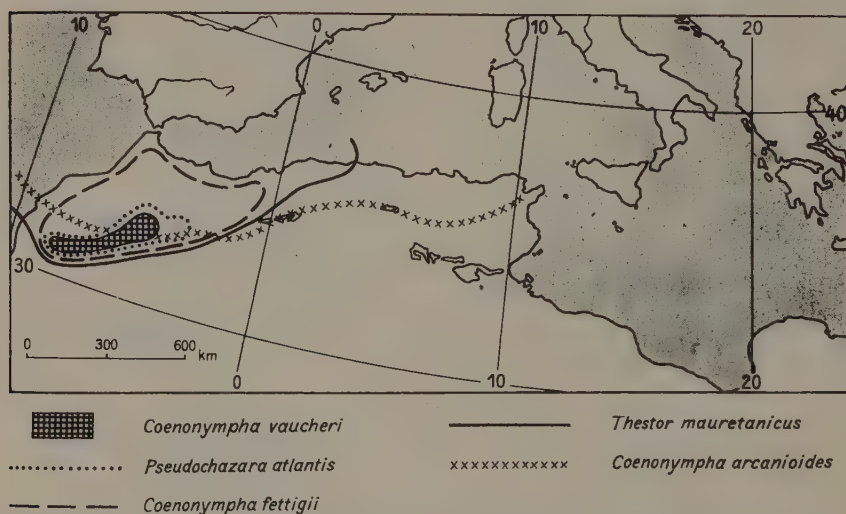 10 0 10 20
40
30
0 300 600
km
0 10 20
Coenonympha vaucheri
Thestor mauretanicus
Pseudochazara atlantis
Coenonympha arcanioides
Coenonympha fettigii